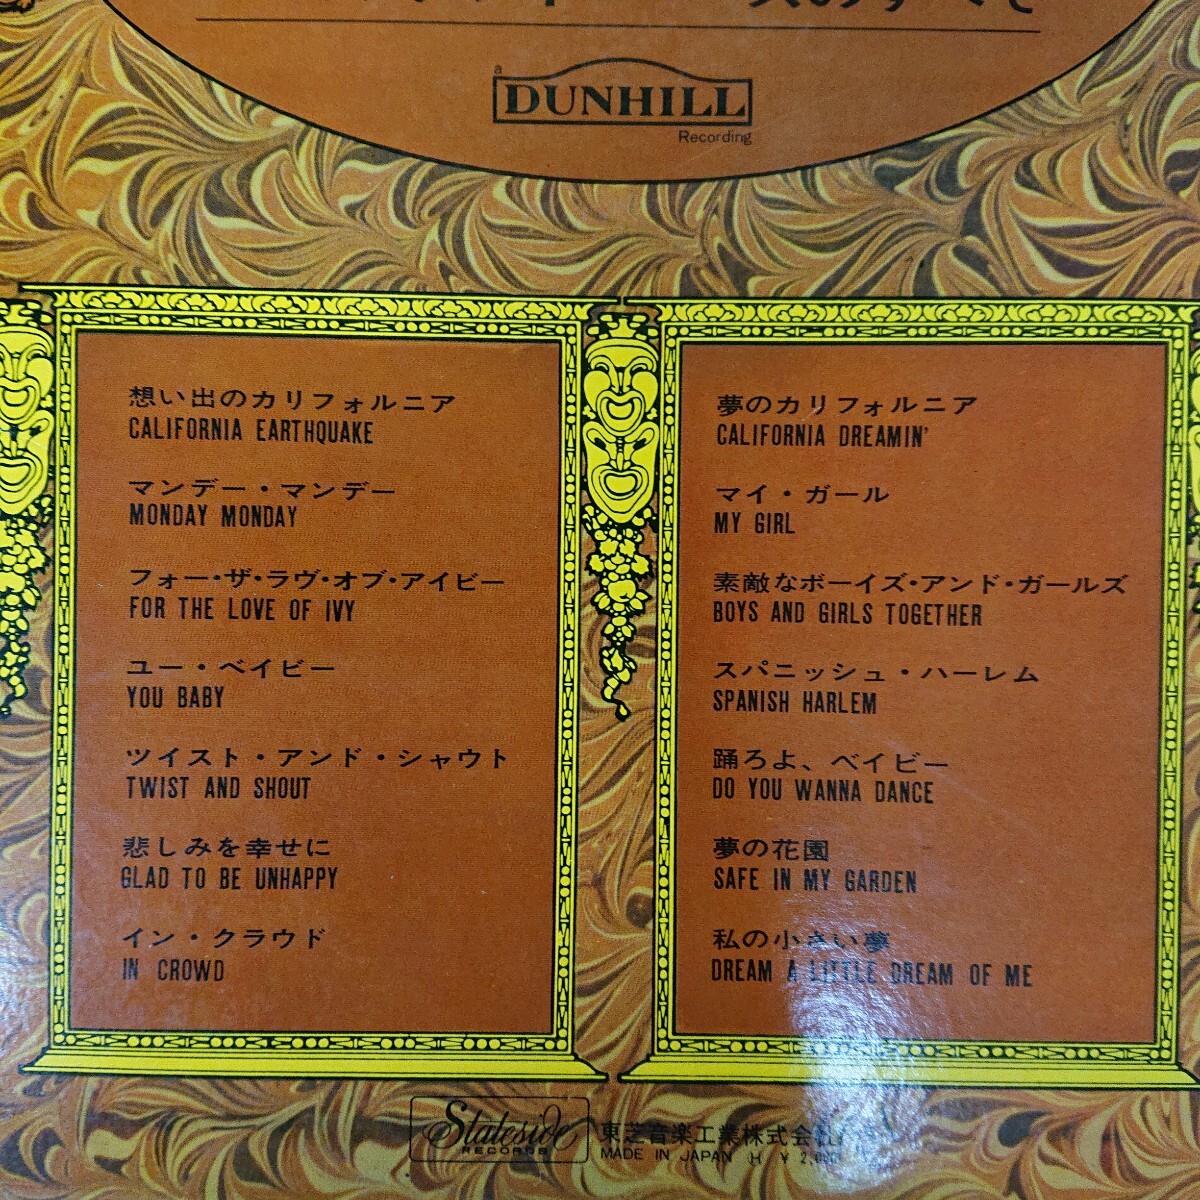 a
DUNHILL
Recording
想い出のカリフォルニア
CALIFORNIA EARTHQUAKE
マンデー・マンデー
MONDAY MONDAY
フォー・ザ・ラヴ・オブ・アイビー
FOR THE LOVE OF IVY
ユー・ベイビー
YOU BABY
ツイスト・アンド・シャウト
TWIST AND SHOUT
悲しみを幸せに
GLAD TO BE UNHAPPY
イン・クラウド
IN CROWD
夢のカリフォルニア
CALIFORNIA DREAMIN'
マイ・ガール
MY GIRL
素敵なボーイズ・アンド・ガールズ
BOYS AND GIRLS TOGETHER
スパニッシュ・ハーレム
SPANISH HARLEM
踊ろよ、ベイビー
DO YOU WANNA DANCE
夢の花園
SAFE IN MY GARDEN
私の小さい夢
DREAM A LITTLE DREAM OF ME
Stateside
RECORDS
東芝音楽工業株式会社
MADE IN JAPAN H ¥